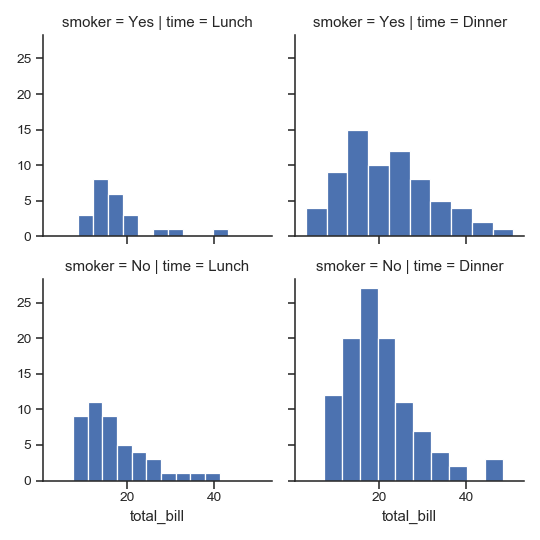 smoker = Yes | time = Lunch
smoker = Yes | time = Dinner
25
20
15
10
5
0
smoker = No | time = Lunch
smoker = No | time = Dinner
25
20
15
10
5
0
20
40
20
40
total_bill
total_bill